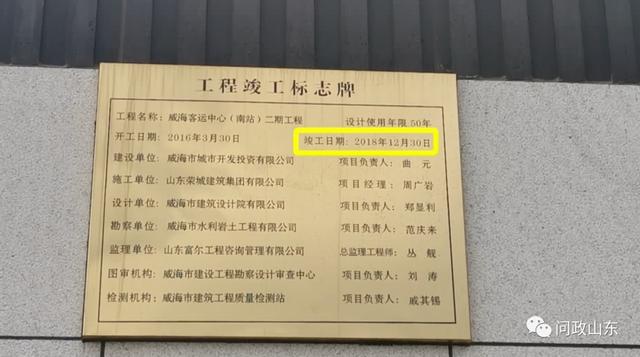 工程竣工标志牌
工程名称：威海客运中心（南站）二期工程 设计使用年限 50年
开工日期：2016年3月30日 竣工日期：2018年12月30日
建设单位：威海市城市开发投资有限公司 项目负责人：曲 元
施工单位：山东荣城建筑集团有限公司 项目经理：周广岩
设计单位：威海市建筑设计院有限公司 项目负责人：郑显利
勘察单位：威海市水利岩土工程有限公司 项目负责人：范庆来
监理单位：山东富尔工程咨询管理有限公司 总监理工程师：丛 舰
图审机构：威海市建设工程勘察设计审查中心 项目负责人：刘 涛
检测机构：威海市建筑工程质量检测站 项目负责人：戚其锡
问政山东